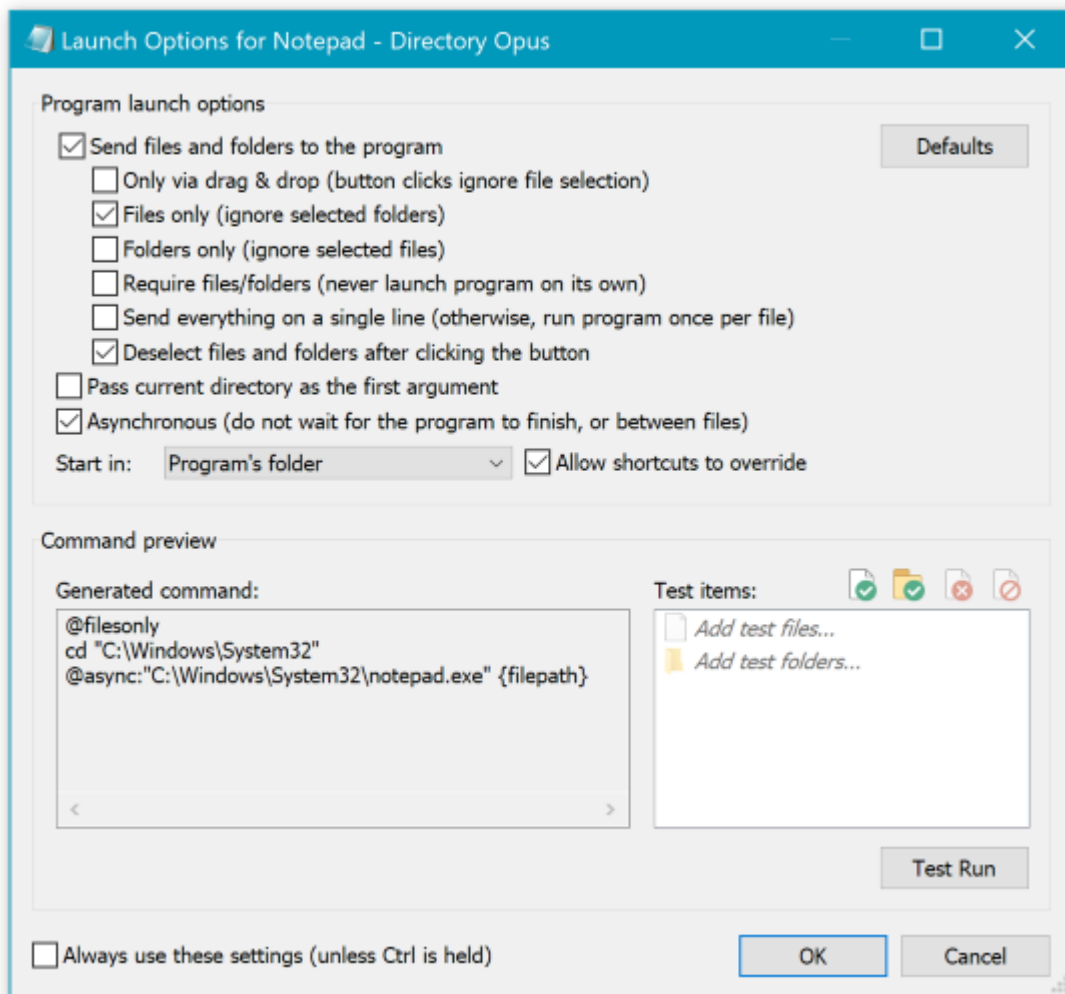 Launch Options for Notepad - Directory Opus
Program launch options
Send files and folders to the program
Defaults
Only via drag & drop (button clicks ignore file selection)
Files only (ignore selected folders)
Folders only (ignore selected files)
Require files/folders (never launch program on its own)
Send everything on a single line (otherwise, run program once per file)
Deselect files and folders after clicking the button
Pass current directory as the first argument
Asynchronous (do not wait for the program to finish, or between files)
Start in: Program's folder Allow shortcuts to override
Command preview
Generated command:
@filesonly
cd "C:\Windows\System32"
@async:"C:\Windows\System32\notepad.exe" {filepath}
Test items:
Add test files...
Add test folders...
Test Run
Always use these settings (unless Ctrl is held)
OK
Cancel